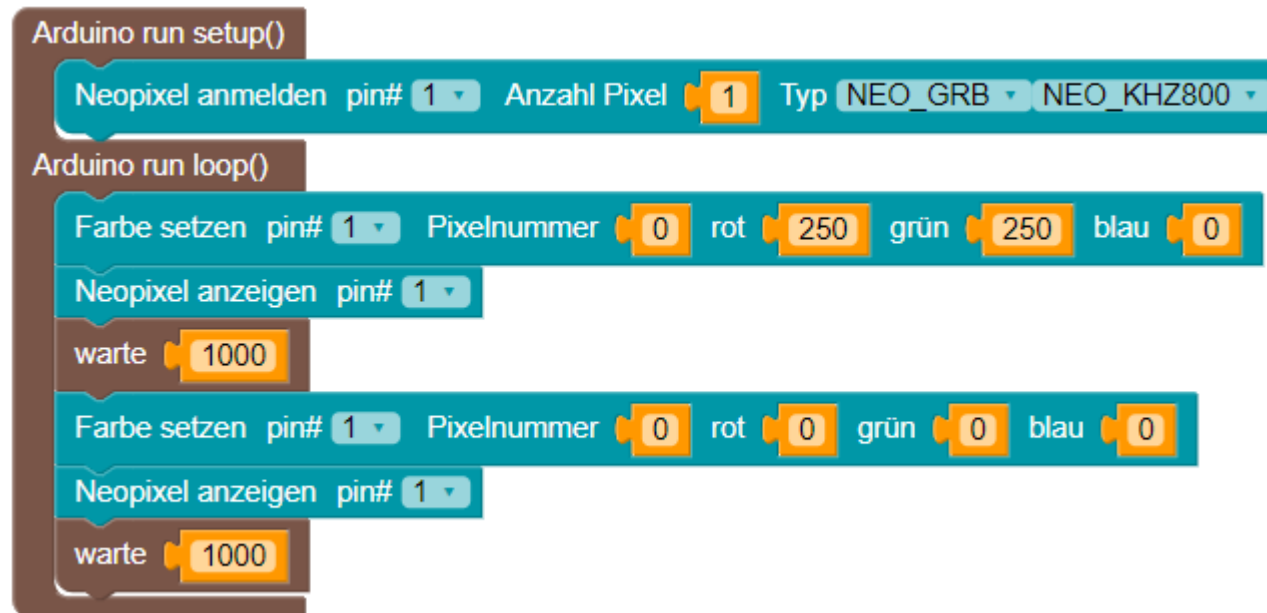 Arduino run setup()
Neopixel anmelden pin# 1 Anzahl Pixel 1 Typ NEO_GRB NEO_KHZ800
Arduino run loop()
Farbe setzen pin# 1 Pixelnummer 0 rot 250 grün 250 blau 0
Neopixel anzeigen pin# 1
warte 1000
Farbe setzen pin# 1 Pixelnummer 0 rot 0 grün 0 blau 0
Neopixel anzeigen pin# 1
warte 1000